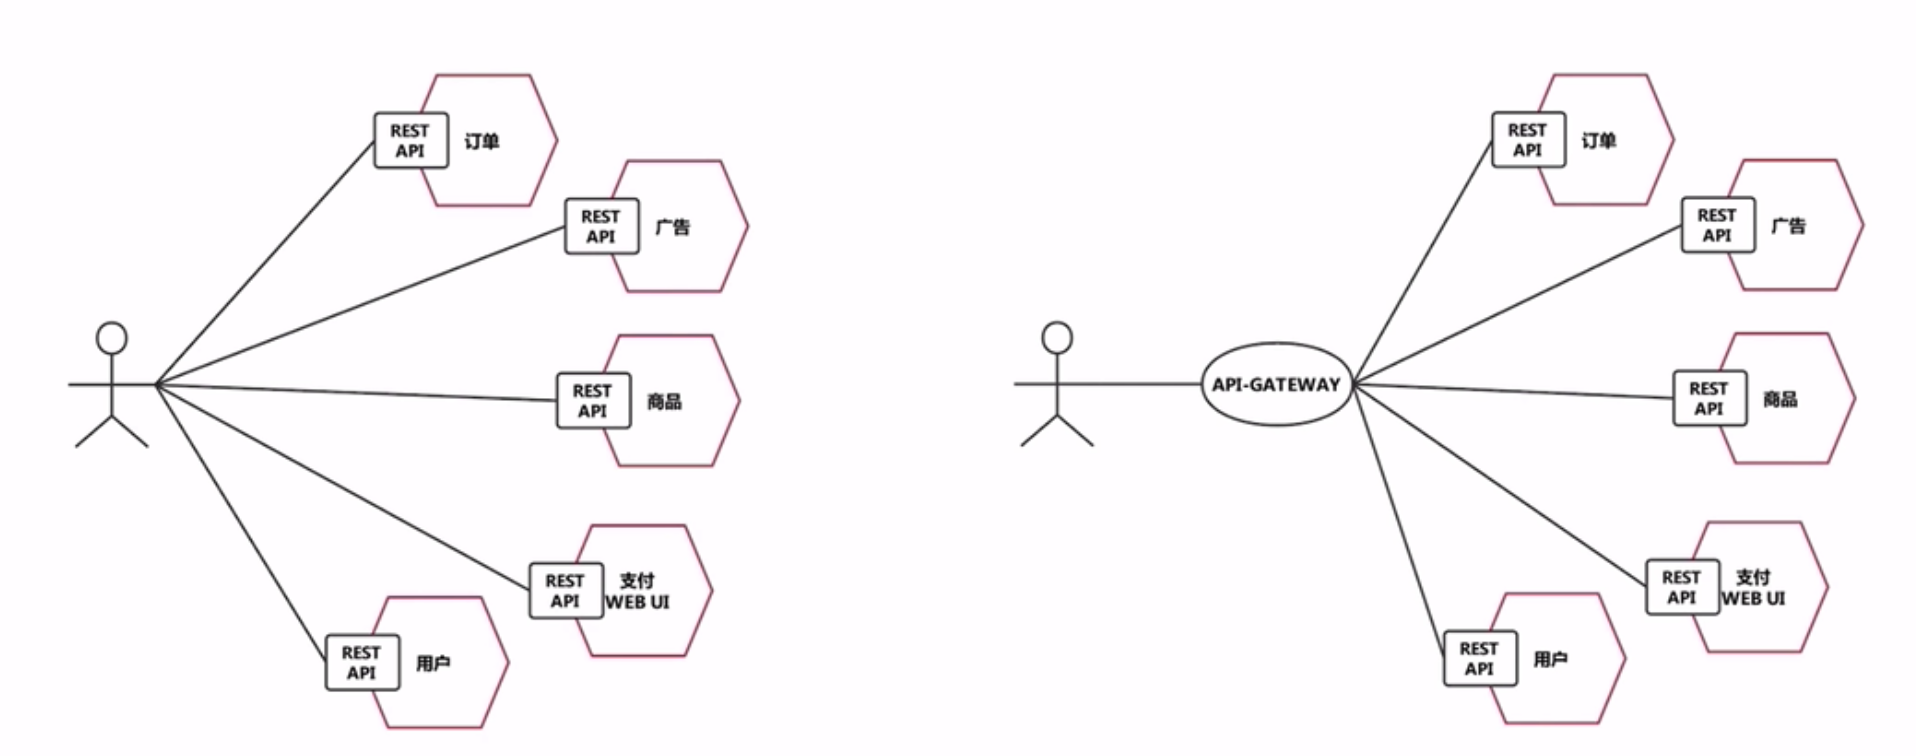 REST
API
订单
REST
API
广告
REST
API
商品
REST
API
支付
WEB UI
REST
API
用户
API-GATEWAY
REST
API
订单
REST
API
广告
REST
API
商品
REST
API
支付
WEB UI
REST
API
用户